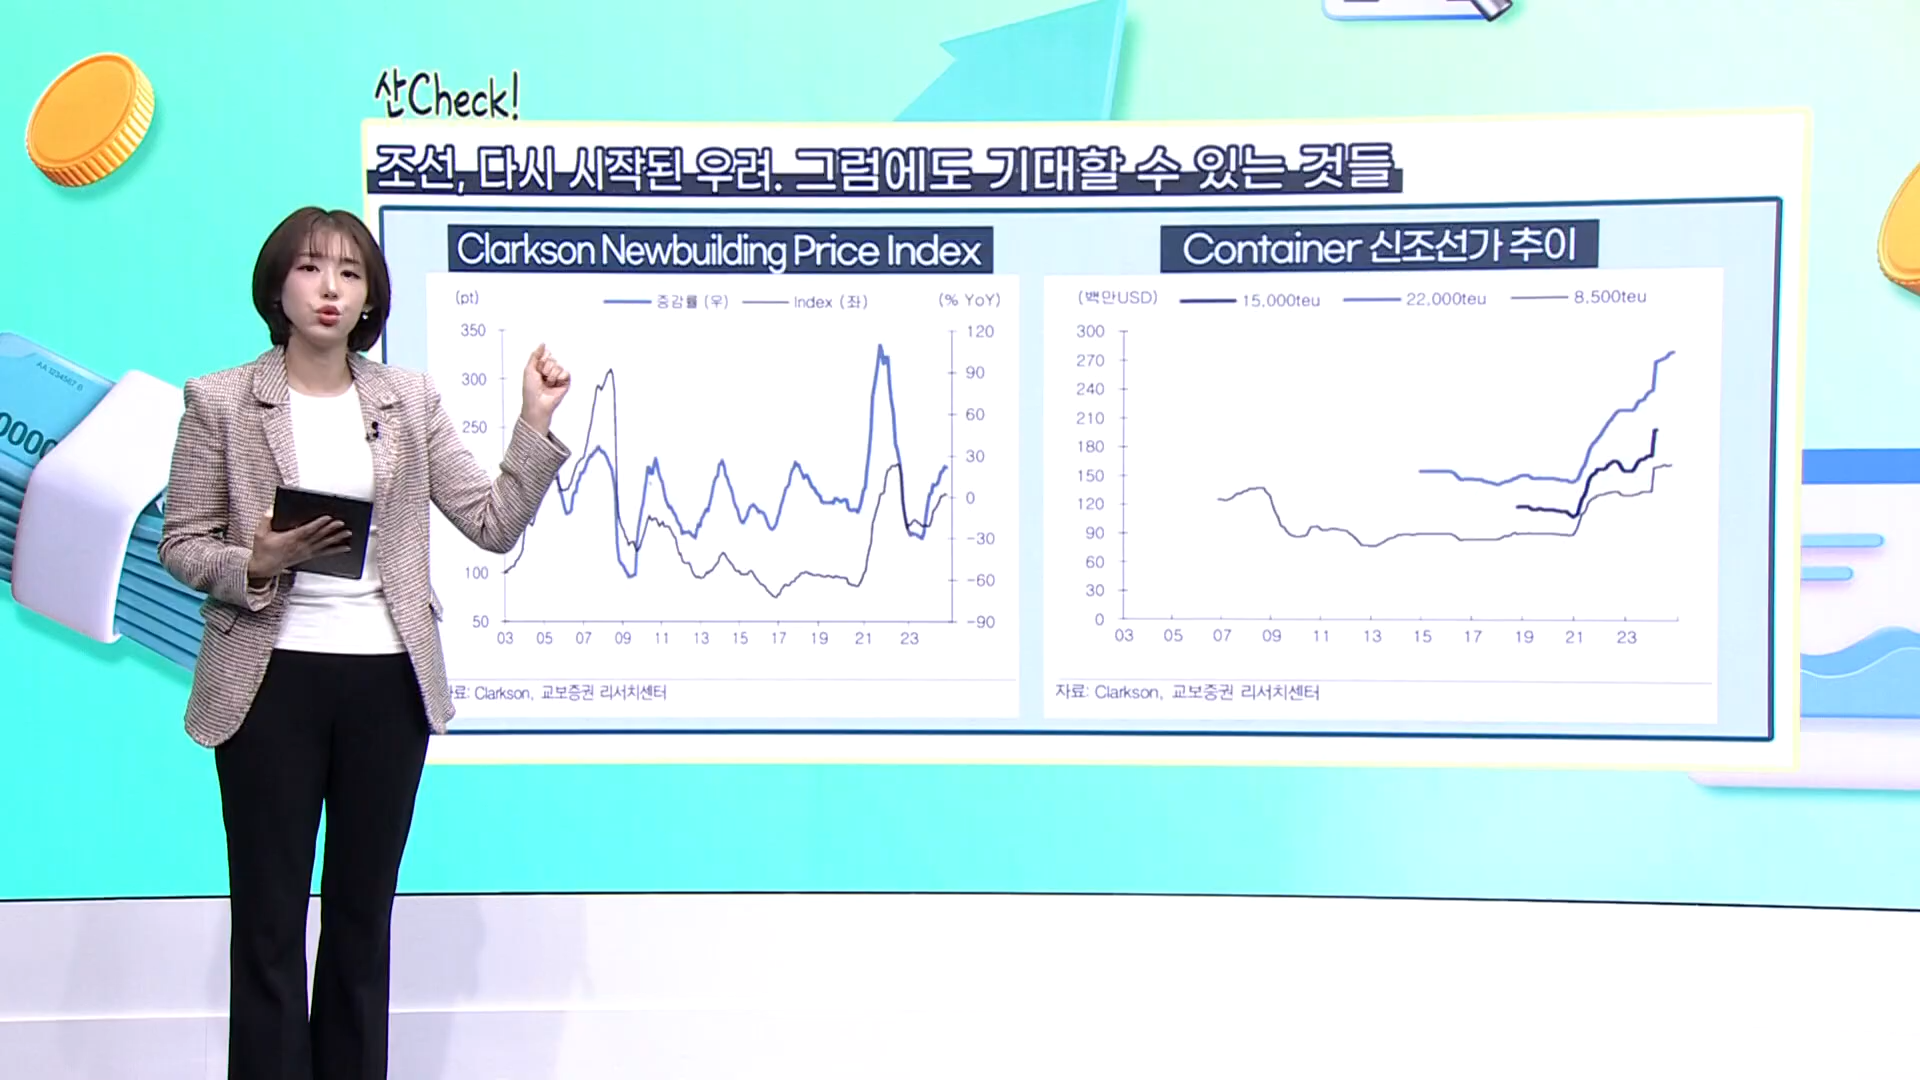 산Check!
조선, 다시 시작된 우려. 그럼에도 기대할 수 있는 것들
Clarkson Newbuilding Price Index
(pt) 증감률 (우) Index (좌) (% YoY)
350
300
250
100
50
120
90
60
30
0
-30
-60
-90
03 05 07 09 11 13 15 17 19 21 23
료: Clarkson, 교보증권 리서치센터
Container 신조선가 추이
(백만USD) 15,000teu 22,000teu 8,500teu
300
270
240
210
180
150
120
90
60
30
0
03 05 07 09 11 13 15 17 19 21 23
자료: Clarkson, 교보증권 리서치센터
AA 1234567 B
0000